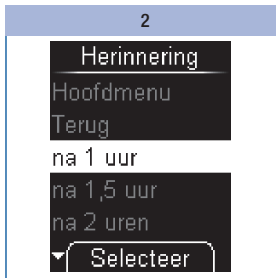 2
Herinnering
Hoofdmenu
Terug
na 1 uur
na 1,5 uur
na 2 uren
Selecteer